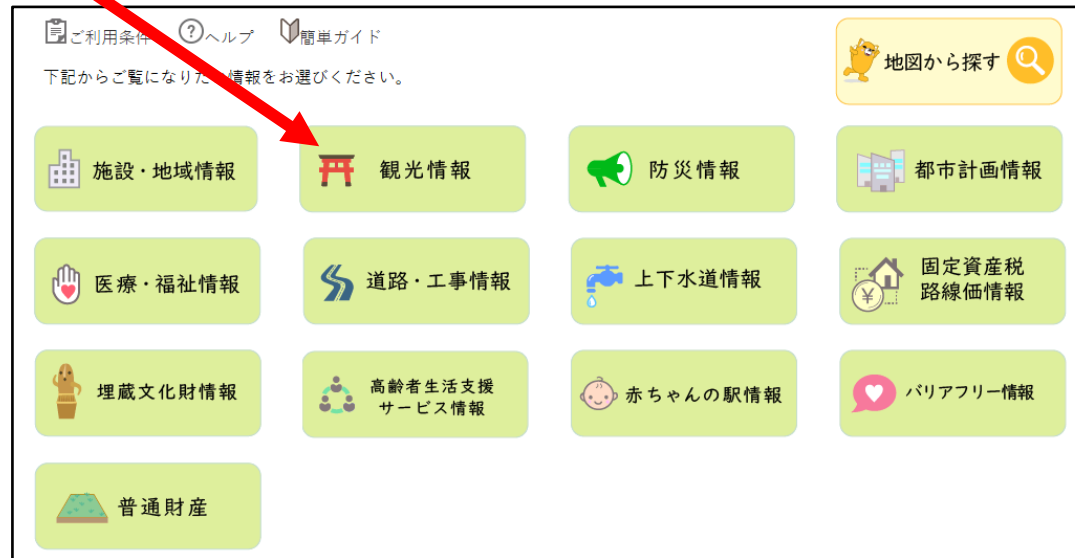 ご利用条件 ヘルプ 簡単ガイド
下記からご覧になりた 情報をお選びください。
地図から探す
施設・地域情報
観光情報
防災情報
都市計画情報
医療・福祉情報
道路・工事情報
上下水道情報
固定資産税
路線価情報
埋蔵文化財情報
高齢者生活支援
サービス情報
赤ちゃんの駅情報
バリアフリー情報
普通財産